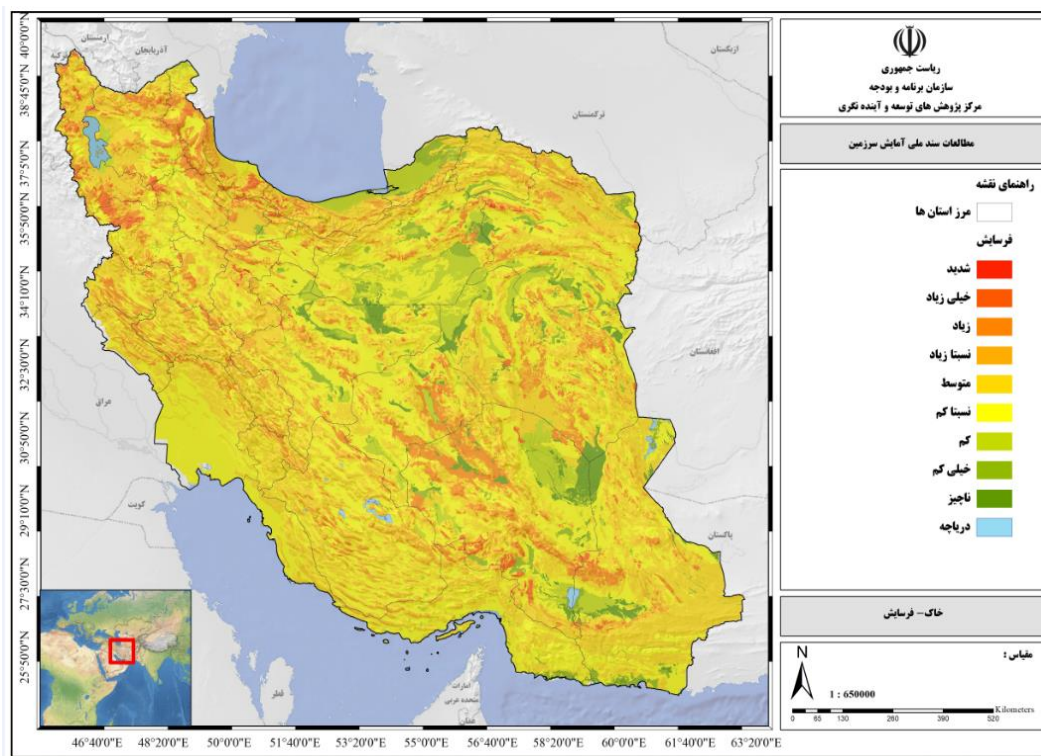 ریاست جمهوری
سازمان برنامه و بودجه
مرکز پژوهش های توسعه و آینده نگری
مطالعات سند ملی آمایش سرزمین
راهنمای نقشه
مرز استان ها
فرسایش
شدید
خیلی زیاد
زیاد
نسبتا زیاد
متوسط
نسبتا کم
کم
خیلی کم
ناچیز
دریاچه
خاک- فرسایش
مقیاس :
N
1 : 650000
0 65 130 260 390 520
Kilometers
ارمنستان
آذربایجان
ترکیه
ازبکستان
ترکمنستان
افغانستان
پاکستان
عراق
کویت
قطر
امارات
متحده عربی
عمان
40°0'0"N
38°45'0"N
37°5'0"N
35°50'0"N
34°10'0"N
32°30'0"N
30°50'0"N
29°10'0"N
27°30'0"N
25°50'0"N
46°40'0"E 48°20'0"E 50°0'0"E 51°40'0"E 53°20'0"E 55°0'0"E 56°40'0"E 58°20'0"E 60°0'0"E 61°40'0"E 63°20'0"E